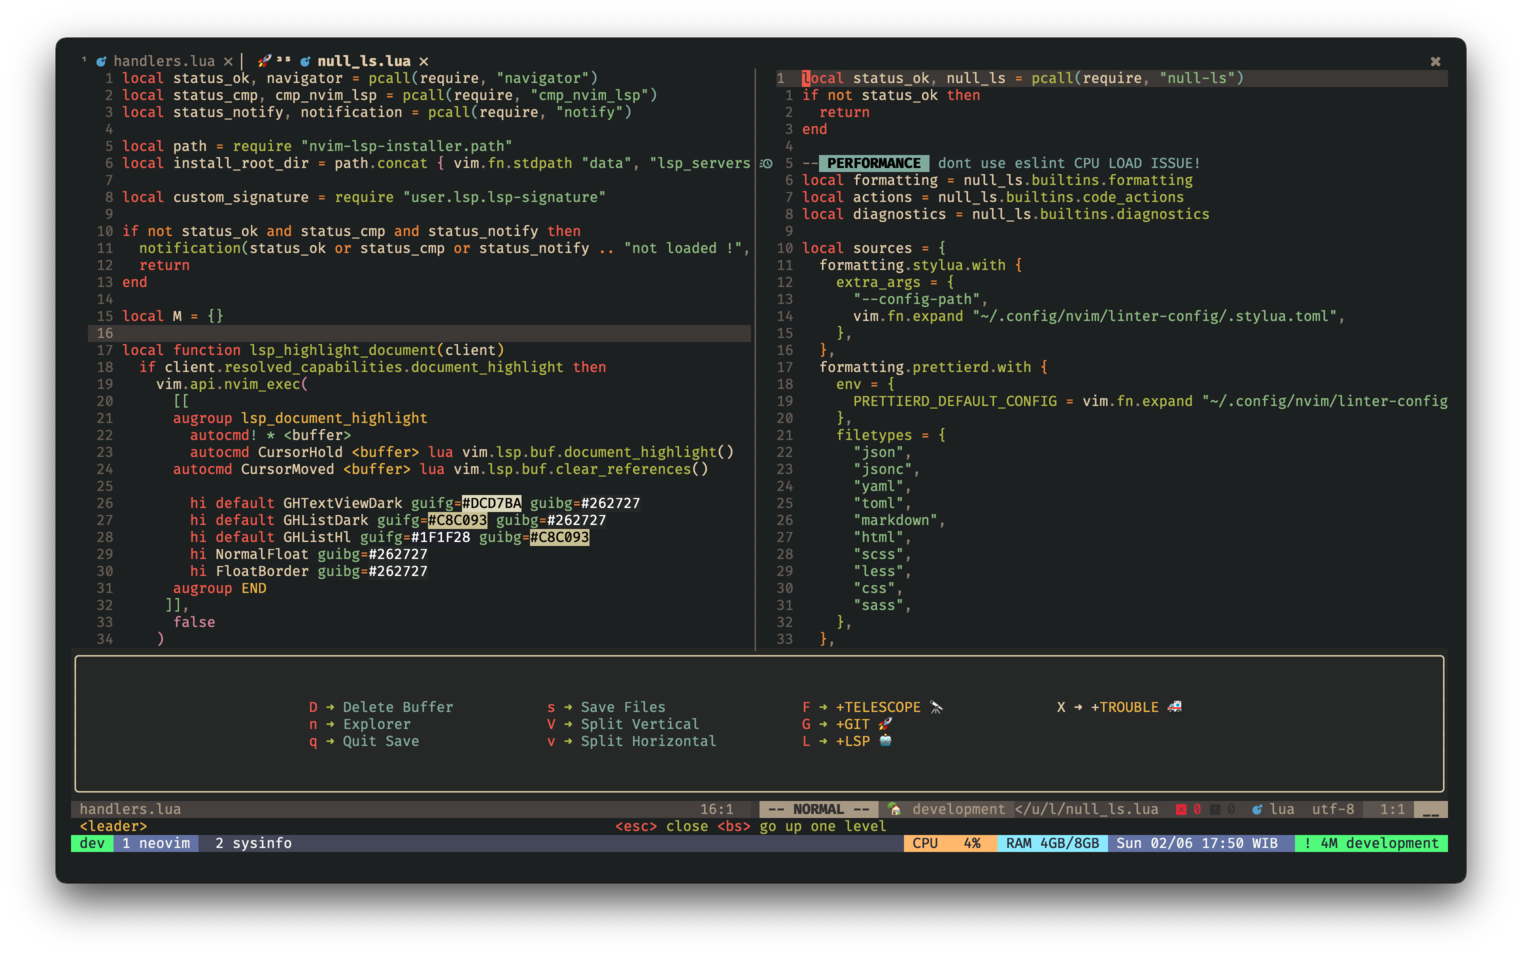 ¹ handlers.lua × 🚀 ³⁵ null_ls.lua ×
1 local status_ok, navigator = pcall(require, "navigator")
2 local status_cmp, cmp_nvim_lsp = pcall(require, "cmp_nvim_lsp")
3 local status_notify, notification = pcall(require, "notify")
4
5 local path = require "nvim-lsp-installer.path"
6 local install_root_dir = path.concat { vim.fn.stdpath "data", "lsp_servers
7
8 local custom_signature = require "user.lsp.lsp-signature"
9
10 if not status_ok and status_cmp and status_notify then
11 notification(status_ok or status_cmp or status_notify .. "not loaded !",
12 return
13 end
14
15 local M = {}
16
17 local function lsp_highlight_document(client)
18 if client.resolved_capabilities.document_highlight then
19 vim.api.nvim_exec(
20 [[
21 augroup lsp_document_highlight
22 autocmd! * <buffer>
23 autocmd CursorHold <buffer> lua vim.lsp.buf.document_highlight()
24 autocmd CursorMoved <buffer> lua vim.lsp.buf.clear_references()
25
26 hi default GHTextViewDark guifg=#DCD7BA guibg=#262727
27 hi default GHListDark guifg=#C8C093 guibg=#262727
28 hi default GHListHl guifg=#1F1F28 guibg=#C8C093
29 hi NormalFloat guibg=#262727
30 hi FloatBorder guibg=#262727
31 augroup END
32 ]],
33 false
34 )
1 local status_ok, null_ls = pcall(require, "null-ls")
1 if not status_ok then
2 return
3 end
4
5 -- PERFORMANCE dont use eslint CPU LOAD ISSUE!
6 local formatting = null_ls.builtins.formatting
7 local actions = null_ls.builtins.code_actions
8 local diagnostics = null_ls.builtins.diagnostics
9
10 local sources = {
11 formatting.stylua.with {
12 extra_args = {
13 "--config-path",
14 vim.fn.expand "~/.config/nvim/linter-config/.stylua.toml",
15 },
16 },
17 formatting.prettierd.with {
18 env = {
19 PRETTIERD_DEFAULT_CONFIG = vim.fn.expand "~/.config/nvim/linter-config
20 },
21 filetypes = {
22 "json",
23 "jsonc",
24 "yaml",
25 "toml",
26 "markdown",
27 "html",
28 "scss",
29 "less",
30 "css",
31 "sass",
32 },
33 },
D → Delete Buffer s → Save Files F → +TELESCOPE 🔭 X → +TROUBLE 🚑
n → Explorer V → Split Vertical G → +GIT 🚀
q → Quit Save v → Split Horizontal L → +LSP
handlers.lua 16:1 -- NORMAL -- development </u/l/null_ls.lua 0 0 lua utf-8 1:1 __
<leader> <esc> close <bs> go up one level
dev 1 neovim 2 sysinfo CPU 4% RAM 4GB/8GB Sun 02/06 17:50 WIB ! 4M development